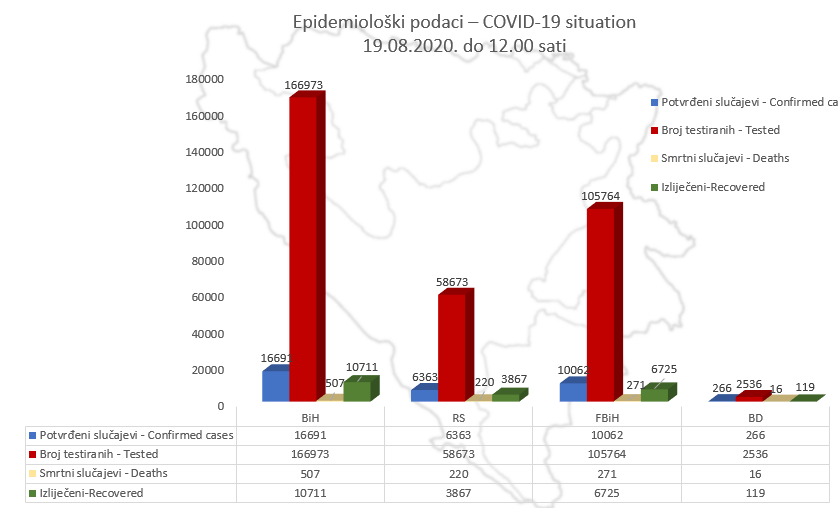 Epidemiološki podaci – COVID-19 situation
19.08.2020. do 12.00 sati
180000
160000
140000
120000
100000
80000
60000
40000
20000
0
166973
16691
507
10711
58673
6363
220
3867
105764
10062
271
6725
266
2536
16
119
Potvrđeni slučajevi - Confirmed ca
Broj testiranih - Tested
Smrtni slučajevi - Deaths
Izliječeni-Recovered
BiH RS FBiH BD
Potvrđeni slučajevi - Confirmed cases 16691 6363 10062 266
Broj testiranih - Tested 166973 58673 105764 2536
Smrtni slučajevi - Deaths 507 220 271 16
Izliječeni-Recovered 10711 3867 6725 119